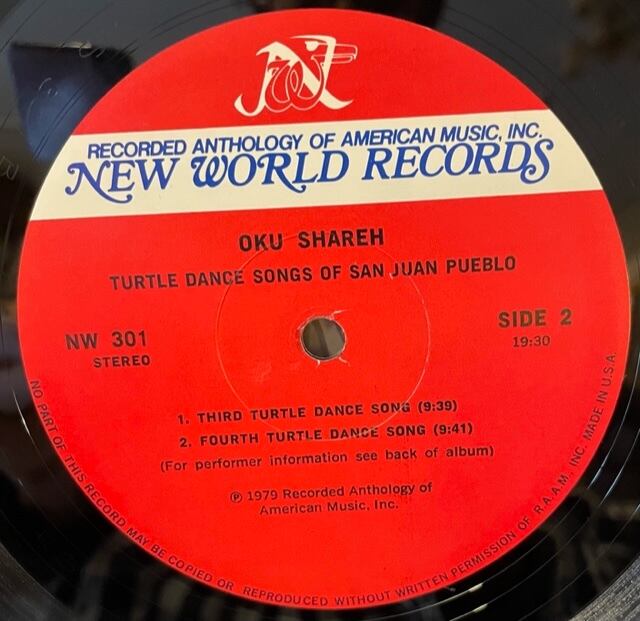 NW
RECORDED ANTHOLOGY OF AMERICAN MUSIC, INC.
NEW WORLD RECORDS
OKU SHAREH
TURTLE DANCE SONGS OF SAN JUAN PUEBLO
NW 301
STEREO
SIDE 2
19:30
1. THIRD TURTLE DANCE SONG (9:39)
2. FOURTH TURTLE DANCE SONG (9:41)
(For performer information see back of album)
℗ 1979 Recorded Anthology of
American Music, Inc.
NO PART OF THIS RECORD MAY BE COPIED OR REPRODUCED WITHOUT WRITTEN PERMISSION OF R.A.A.M., INC. MADE IN U.S.A.